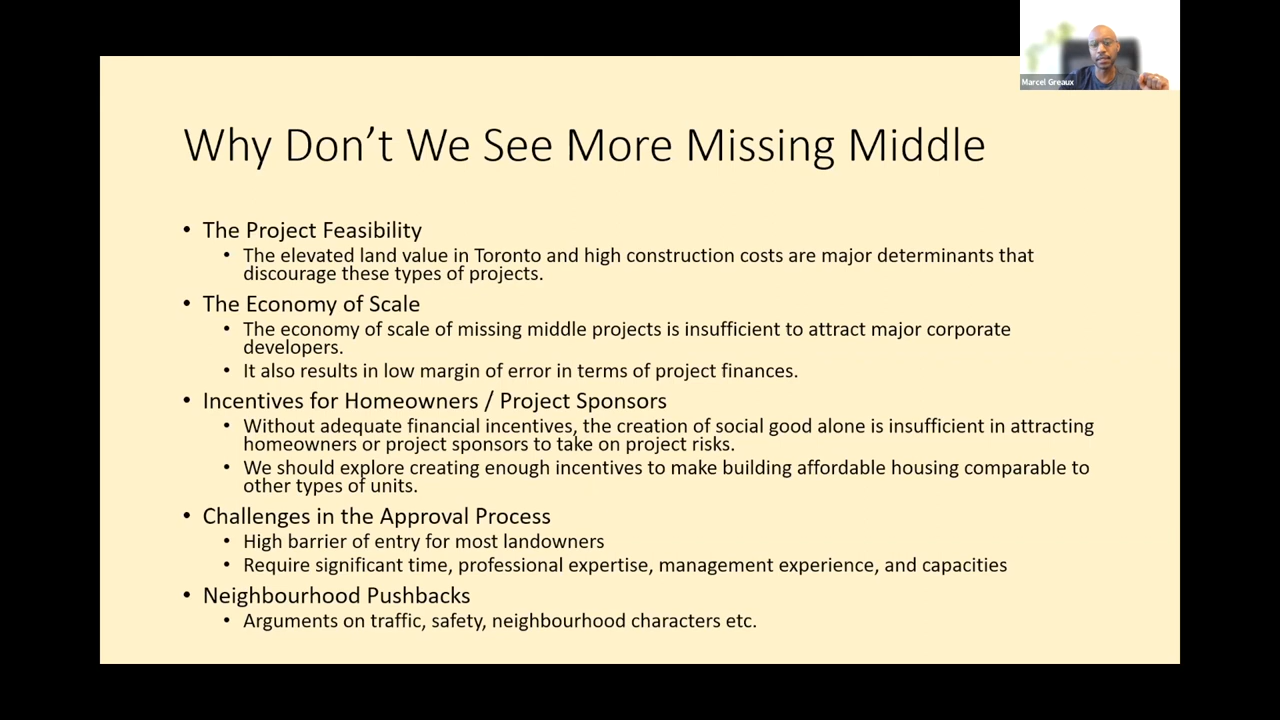 Marcel Greaux
Why Don't We See More Missing Middle
• The Project Feasibility
• The elevated land value in Toronto and high construction costs are major determinants that
discourage these types of projects.
• The Economy of Scale
• The economy of scale of missing middle projects is insufficient to attract major corporate
developers.
• It also results in low margin of error in terms of project finances.
• Incentives for Homeowners / Project Sponsors
• Without adequate financial incentives, the creation of social good alone is insufficient in attracting
homeowners or project sponsors to take on project risks.
• We should explore creating enough incentives to make building affordable housing comparable to
other types of units.
• Challenges in the Approval Process
• High barrier of entry for most landowners
• Require significant time, professional expertise, management experience, and capacities
• Neighbourhood Pushbacks
• Arguments on traffic, safety, neighbourhood characters etc.